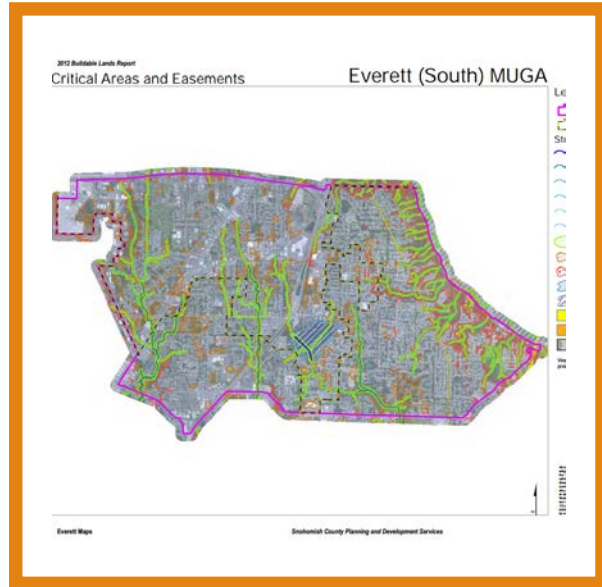 2012 Buildable Lands Report
Critical Areas and Easements
Everett (South) MUGA
Le
Everett Maps
Snohomish County Planning and Development Services